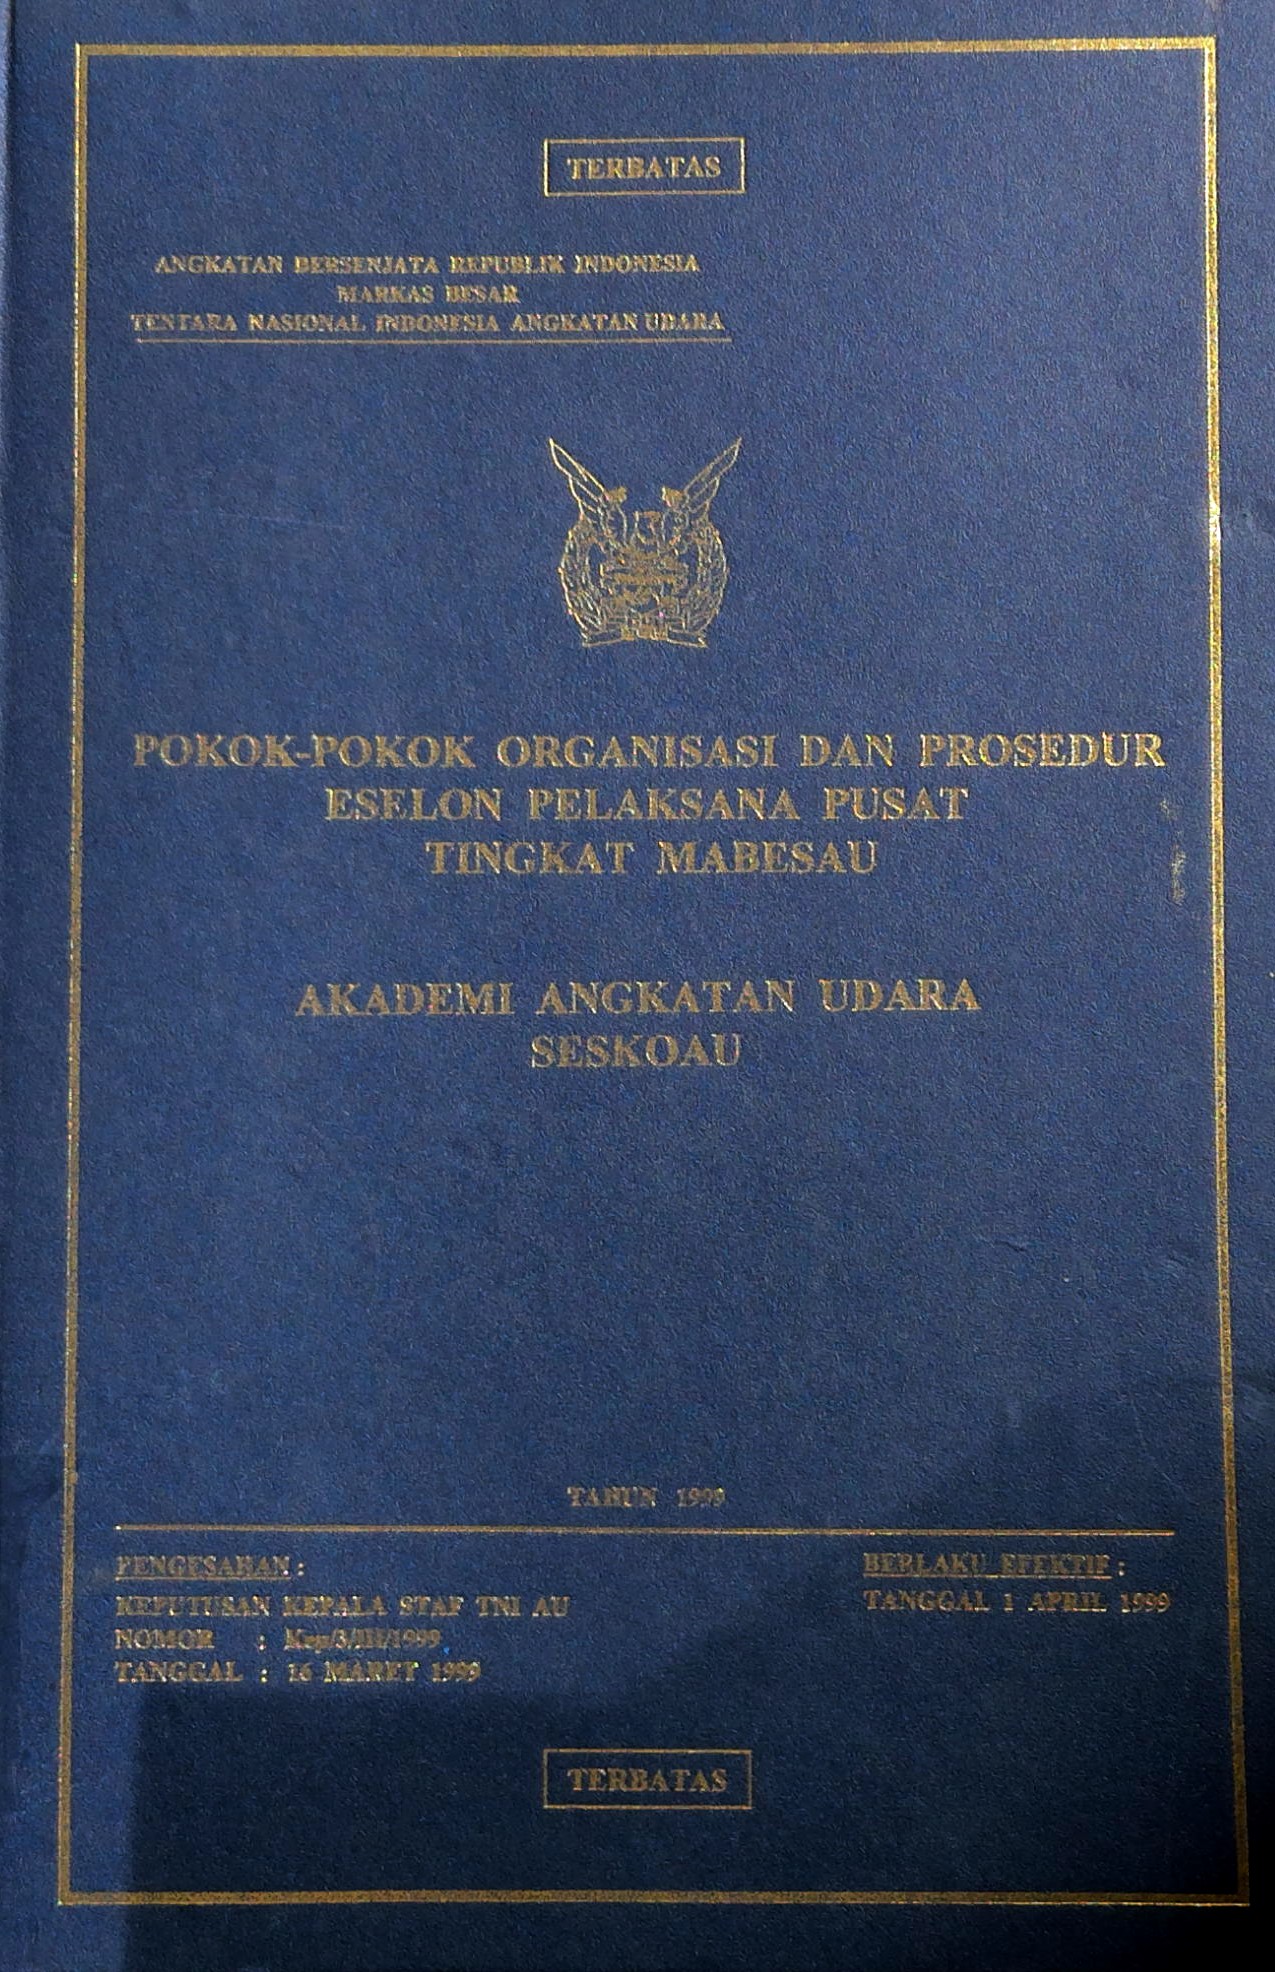 TERBATAS
ANGKATAN BERSENJATA REPUBLIK INDONESIA
MARKAS BESAR
TENTARA NASIONAL INDONESIA ANGKATAN UDARA
POKOK-POKOK ORGANISASI DAN PROSEDUR
ESELON PELAKSANA PUSAT
TINGKAT MABESAU
AKADEMI ANGKATAN UDARA
SESKOAU
TAHUN 1999
PENGESAHAN :
KEPUTUSAN KEPALA STAF TNI AU
NOMOR : Kep/3/III/1999
TANGGAL : 16 MARET 1999
BERLAKU EFEKTIF :
TANGGAL 1 APRIL 1999
TERBATAS